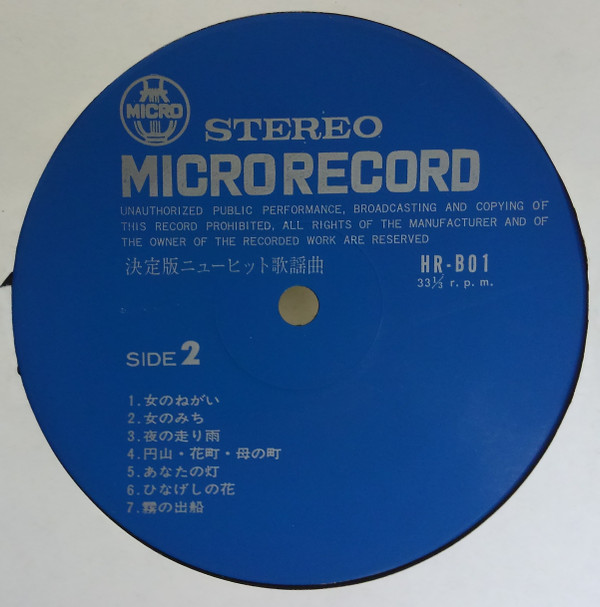 MICRO
STEREO
MICRO RECORD
UNAUTHORIZED PUBLIC PERFORMANCE, BROADCASTING AND COPYING OF
THIS RECORD PROHIBITED, ALL RIGHTS OF THE MANUFACTURER AND OF
THE OWNER OF THE RECORDED WORK ARE RESERVED
決定版ニューヒット歌謡曲
HR-B01
33⅓ r. p. m.
SIDE 2
1.女のねがい
2.女のみち
3.夜の走り雨
4.円山・花町・母の町
5.あなたの灯
6.ひなげしの花
7.霧の出船